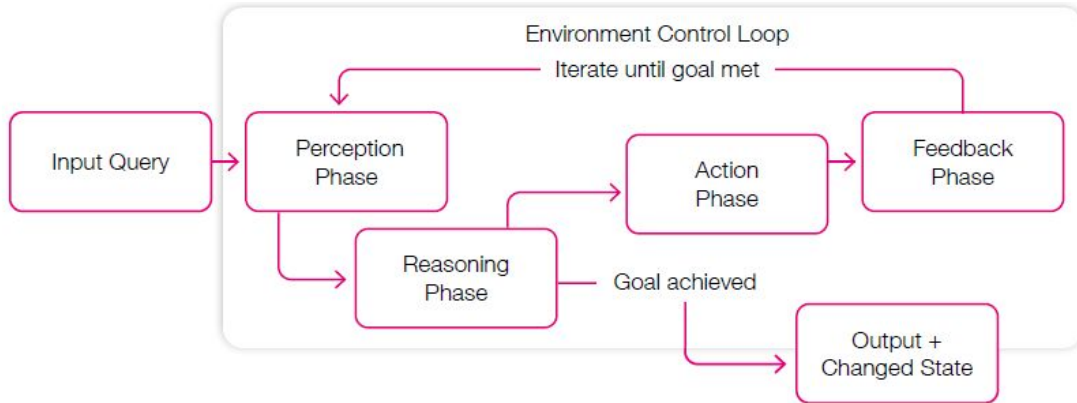 Environment Control Loop
Iterate until goal met
Input Query
Perception
Phase
Action
Phase
Feedback
Phase
Reasoning
Phase
Goal achieved
Output +
Changed State